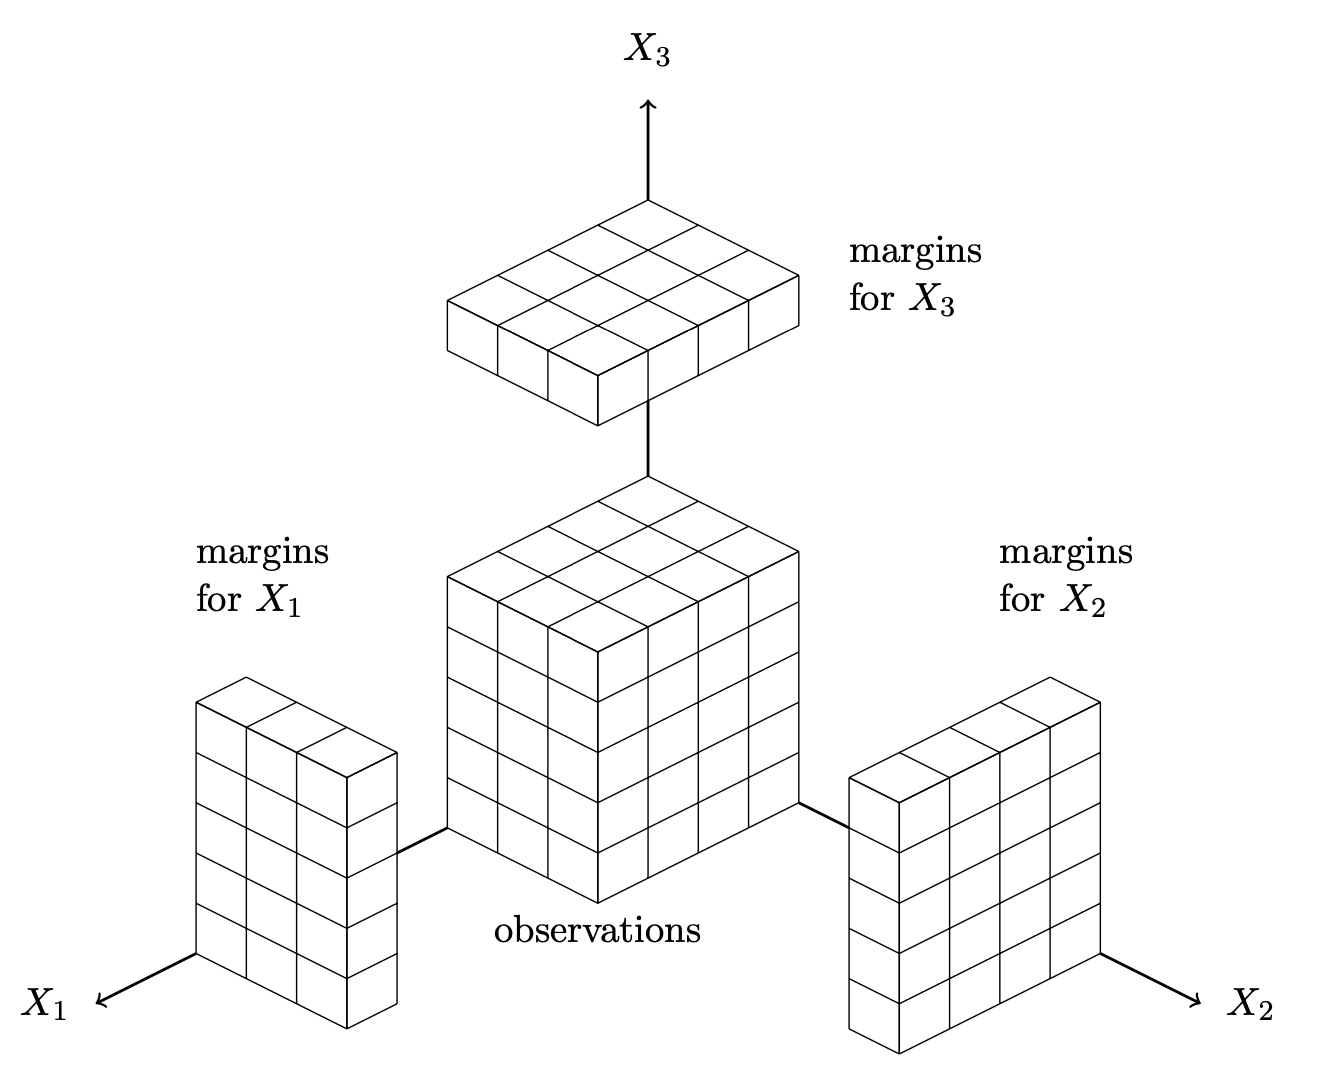 X₃
margins
for X₃
margins
for X₁
margins
for X₂
observations
X₁
X₂